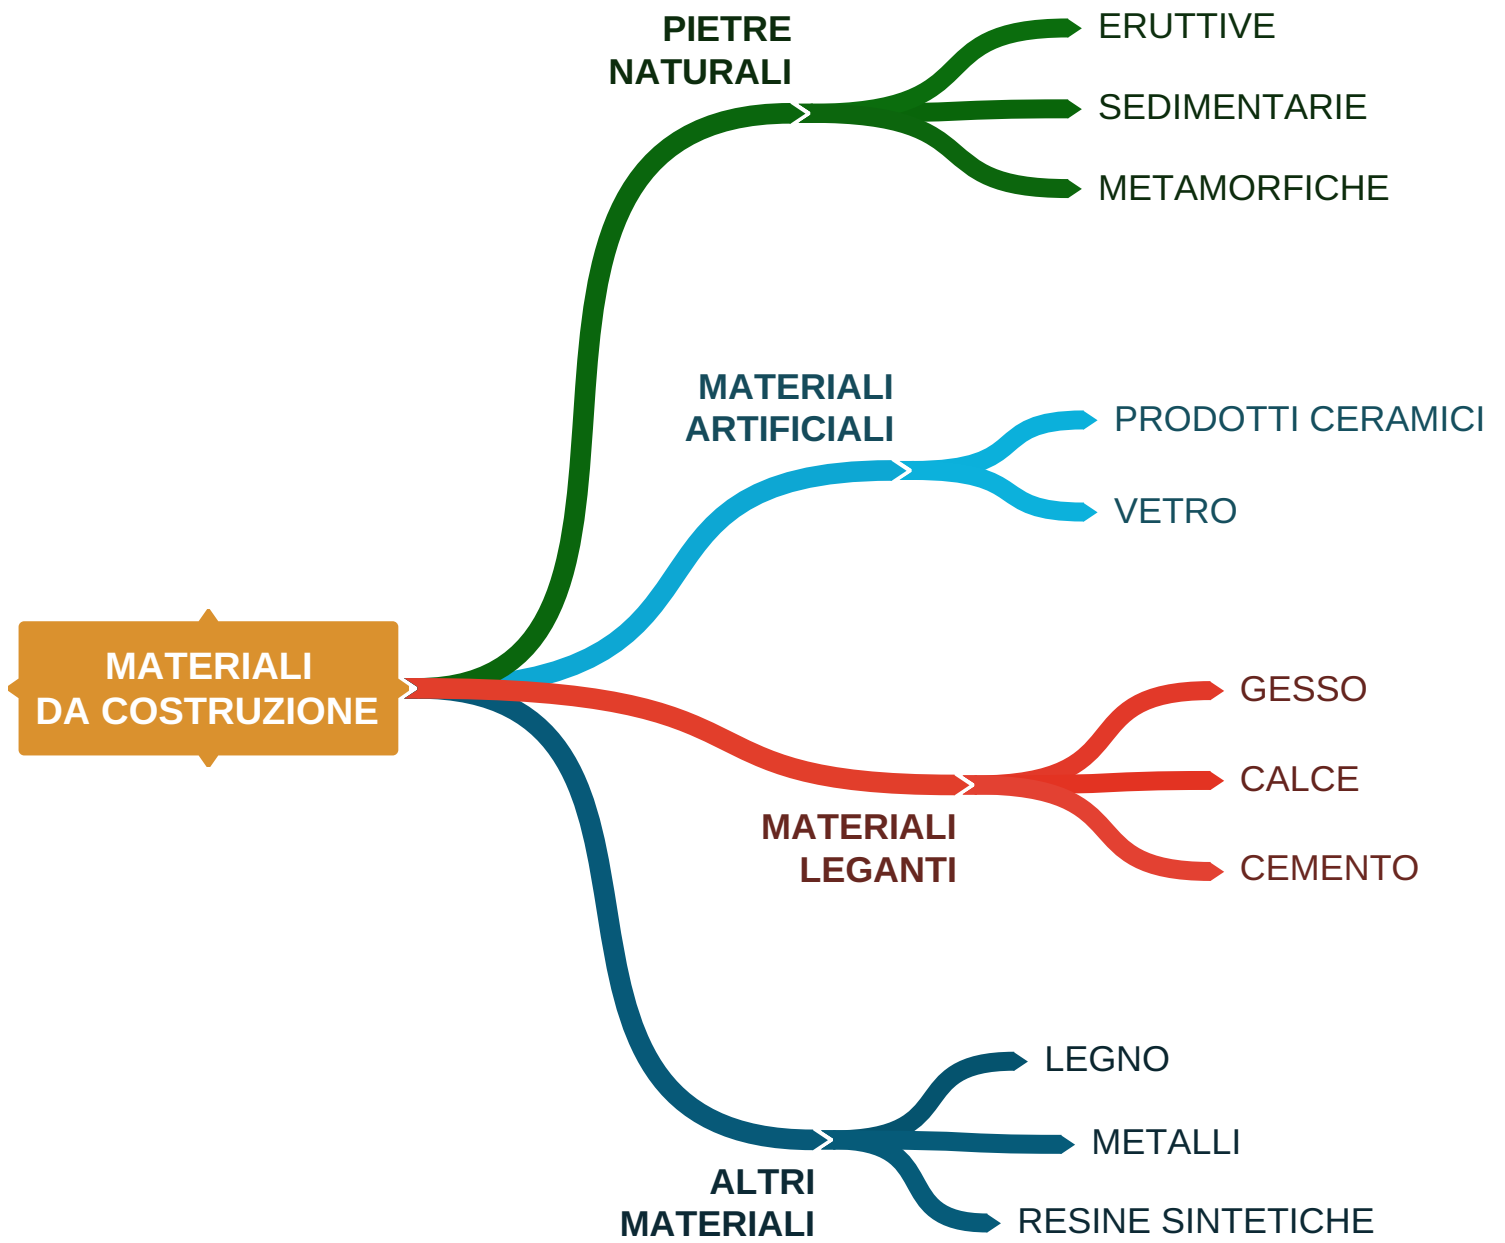 PIETRE
NATURALI
ERUTTIVE
SEDIMENTARIE
METAMORFICHE
MATERIALI
ARTIFICIALI
PRODOTTI CERAMICI
VETRO
MATERIALI
DA COSTRUZIONE
GESSO
CALCE
CEMENTO
MATERIALI
LEGANTI
LEGNO
METALLI
RESINE SINTETICHE
ALTRI
MATERIALI